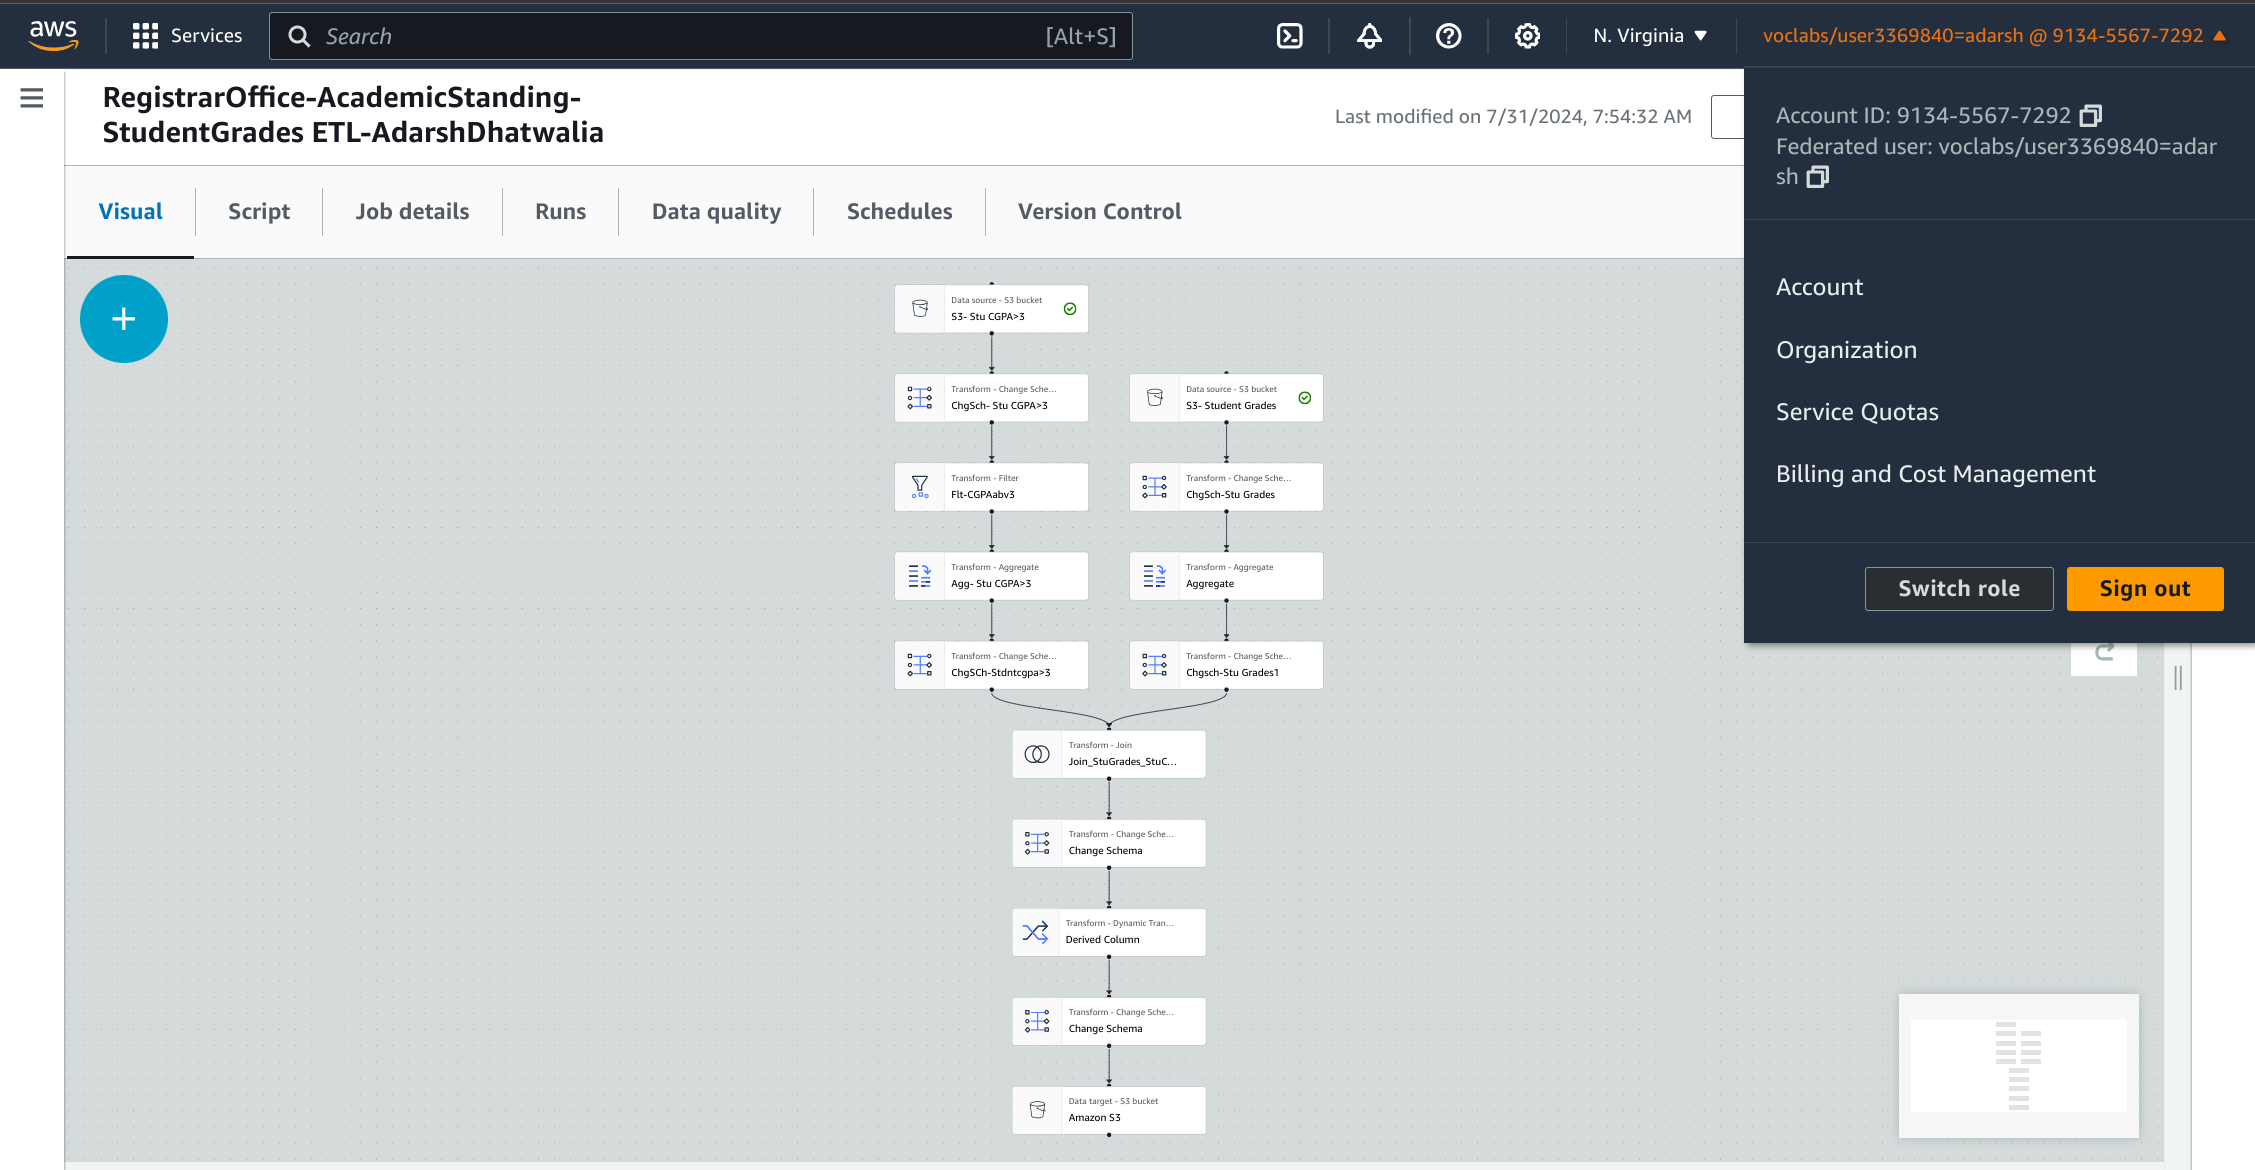 aws
Services
Search
[Alt+S]
N. Virginia
voclabs/user3369840=adarsh @ 9134-5567-7292
RegistrarOffice-AcademicStanding-
StudentGrades ETL-AdarshDhatwalia
Last modified on 7/31/2024, 7:54:32 AM
Account ID: 9134-5567-7292
Federated user: voclabs/user3369840=adar
sh
Account
Organization
Service Quotas
Billing and Cost Management
Switch role
Sign out
Visual
Script
Job details
Runs
Data quality
Schedules
Version Control
Data source - S3 bucket
S3- Stu CGPA>3
Transform - Change Sche...
ChgSch- Stu CGPA>3
Data source - S3 bucket
S3- Student Grades
Transform - Filter
Flt-CGPAabv3
Transform - Change Sche...
ChgSch-Stu Grades
Transform - Aggregate
Agg- Stu CGPA>3
Transform - Aggregate
Aggregate
Transform - Change Sche...
ChgSCh-Stdntcgpa>3
Transform - Change Sche...
Chgsch-Stu Grades1
Transform - Join
Join_StuGrades_StuC...
Transform - Change Sche...
Change Schema
Transform - Dynamic Tran...
Derived Column
Transform - Change Sche...
Change Schema
Data target - S3 bucket
Amazon S3